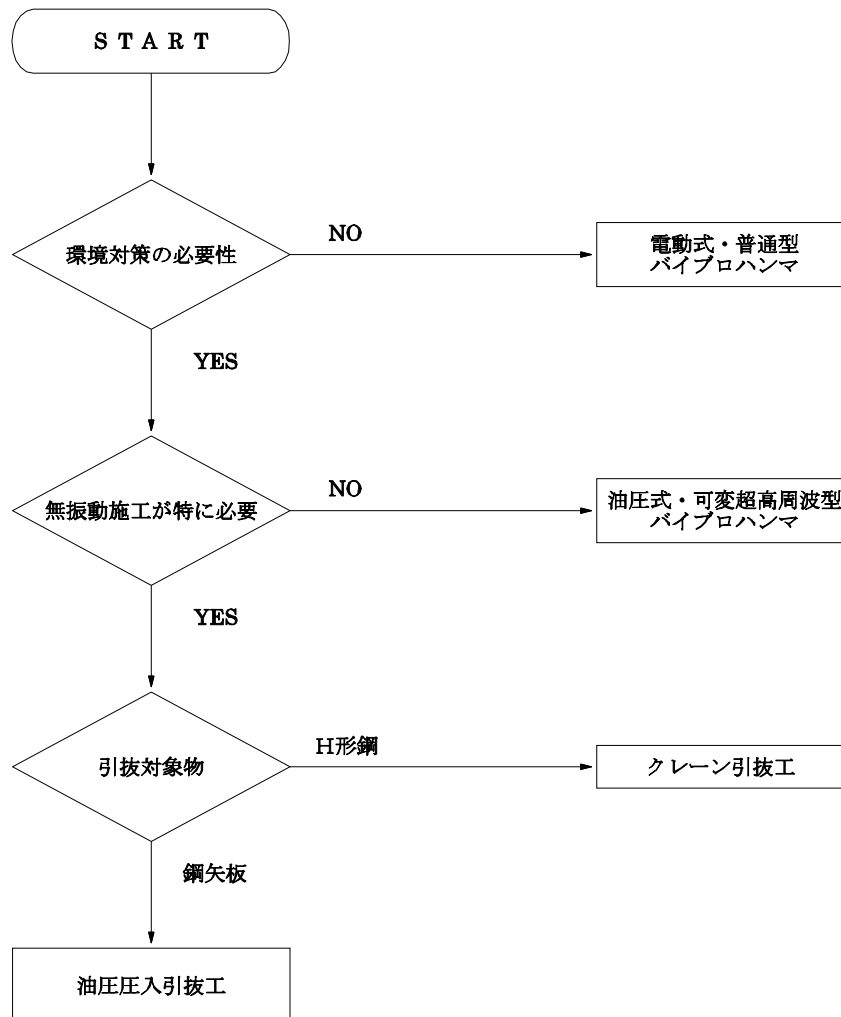 START
環境対策の必要性
NO
電動式・普通型
バイブロハンマ
YES
無振動施工が特に必要
NO
油圧式・可変超高周波型
バイブロハンマ
YES
引抜対象物
H形鋼
クレーン引抜工
鋼矢板
油圧圧入引抜工